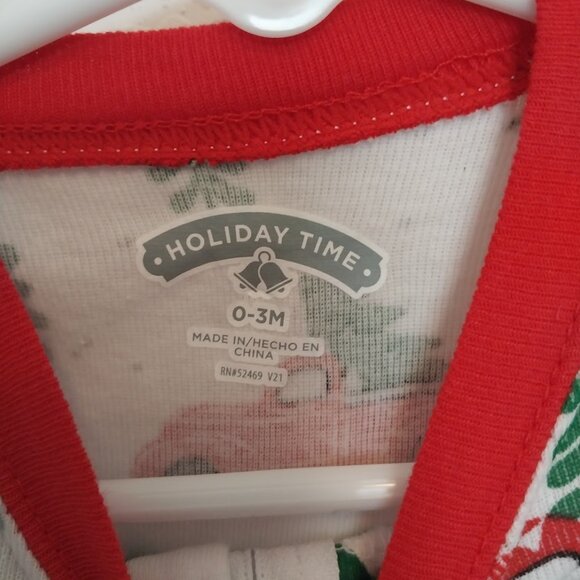 • HOLIDAY TIME •
0-3M
MADE IN/HECHO EN
CHINA
RN#52469 V21